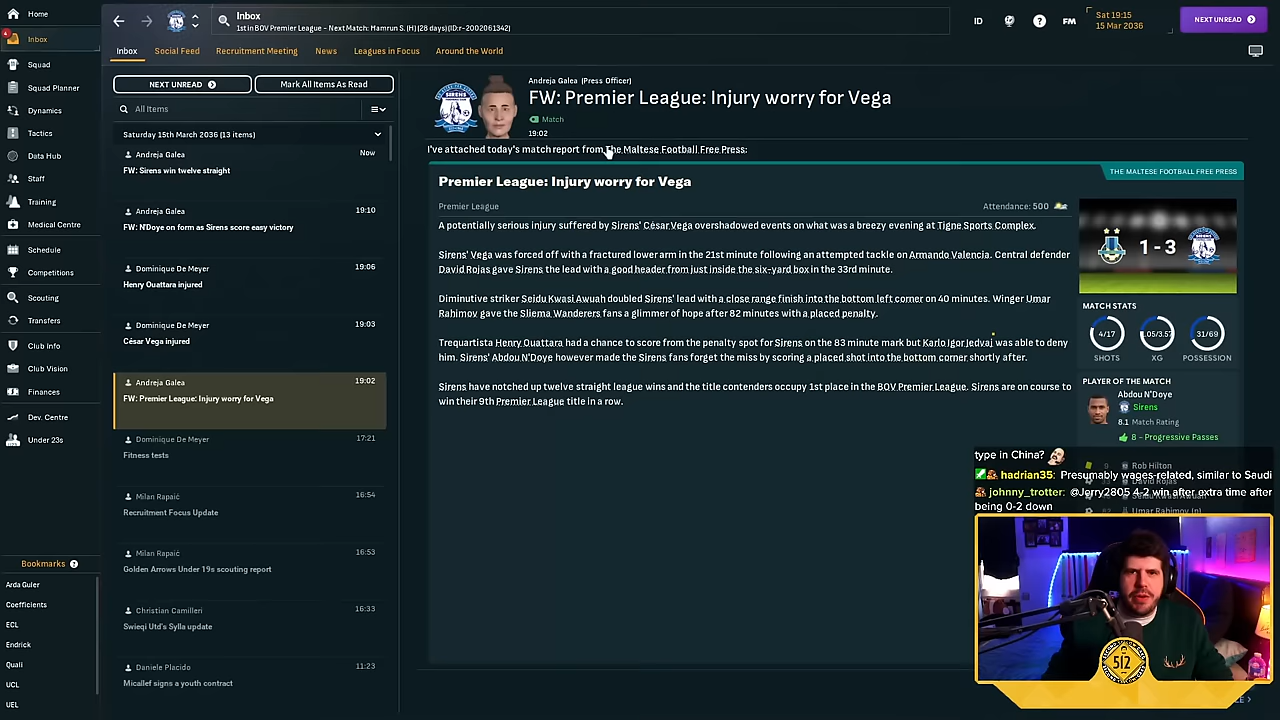 Home
4
Inbox
Squad
Squad Planner
Dynamics
Tactics
Data Hub
Staff
Training
Medical Centre
Schedule
Competitions
Scouting
Transfers
Club Info
Club Vision
Finances
Dev. Centre
Under 23s
Bookmarks
Arda Guler
Coefficients
ECL
Endrick
Quali
UCL
UEL
Inbox
1st in BOV Premier League - Next Match: Hamrun S. (H) (28 days) (ID:r-2002061342)
ID
FM
Sat 19:15
15 Mar 2036
NEXT UNREAD
Inbox
Social Feed
Recruitment Meeting
News
Leagues in Focus
Around the World
NEXT UNREAD
Mark All Items As Read
All Items
Saturday 15th March 2036 (13 items)
Andreja Galea
Now
FW: Sirens win twelve straight
Andreja Galea
19:10
FW: N'Doye on form as Sirens score easy victory
Dominique De Meyer
19:06
Henry Ouattara injured
Dominique De Meyer
19:03
César Vega injured
Andreja Galea
19:02
FW: Premier League: Injury worry for Vega
Dominique De Meyer
17:21
Fitness tests
Milan Rapaić
16:54
Recruitment Focus Update
Milan Rapaić
16:53
Golden Arrows Under 19s scouting report
Christian Camilleri
16:33
Swieqi Utd's Sylla update
Daniele Placido
11:23
Micallef signs a youth contract
SIRENS
Andreja Galea (Press Officer)
FW: Premier League: Injury worry for Vega
Match
19:02
I've attached today's match report from The Maltese Football Free Press:
THE MALTESE FOOTBALL FREE PRESS
Premier League: Injury worry for Vega
Premier League
Attendance: 500
A potentially serious injury suffered by Sirens' César Vega overshadowed events on what was a breezy evening at Tigne Sports Complex.
Sirens' Vega was forced off with a fractured lower arm in the 21st minute following an attempted tackle on Armando Valencia. Central defender
David Rojas gave Sirens the lead with a good header from just inside the six-yard box in the 33rd minute.
Diminutive striker Seidu Kwasi Awuah doubled Sirens' lead with a close range finish into the bottom left corner on 40 minutes. Winger Umar
Rahimov gave the Sliema Wanderers fans a glimmer of hope after 82 minutes with a placed penalty.
Trequartista Henry Ouattara had a chance to score from the penalty spot for Sirens on the 83 minute mark but Karlo Igor Jedvaj was able to deny
him. Sirens' Abdou N'Doye however made the Sirens fans forget the miss by scoring a placed shot into the bottom corner shortly after.
Sirens have notched up twelve straight league wins and the title contenders occupy 1st place in the BOV Premier League. Sirens are on course to
win their 9th Premier League title in a row.
1 - 3
MATCH STATS
4/17
.05/3.57
31/69
SHOTS
XG
POSSESSION
PLAYER OF THE MATCH
Abdou N'Doye
Sirens
8.1 Match Rating
8 - Progressive Passes
Rob Hilton
David Rojas
Seidu Kwasi Awuah
Umar Rahimov (p)
type in China?
hadrian35: Presumably wages-related, similar to Saudi
johnny_trotter: @Jerry2805 4-2 win after extra time after
being 0-2 down
512